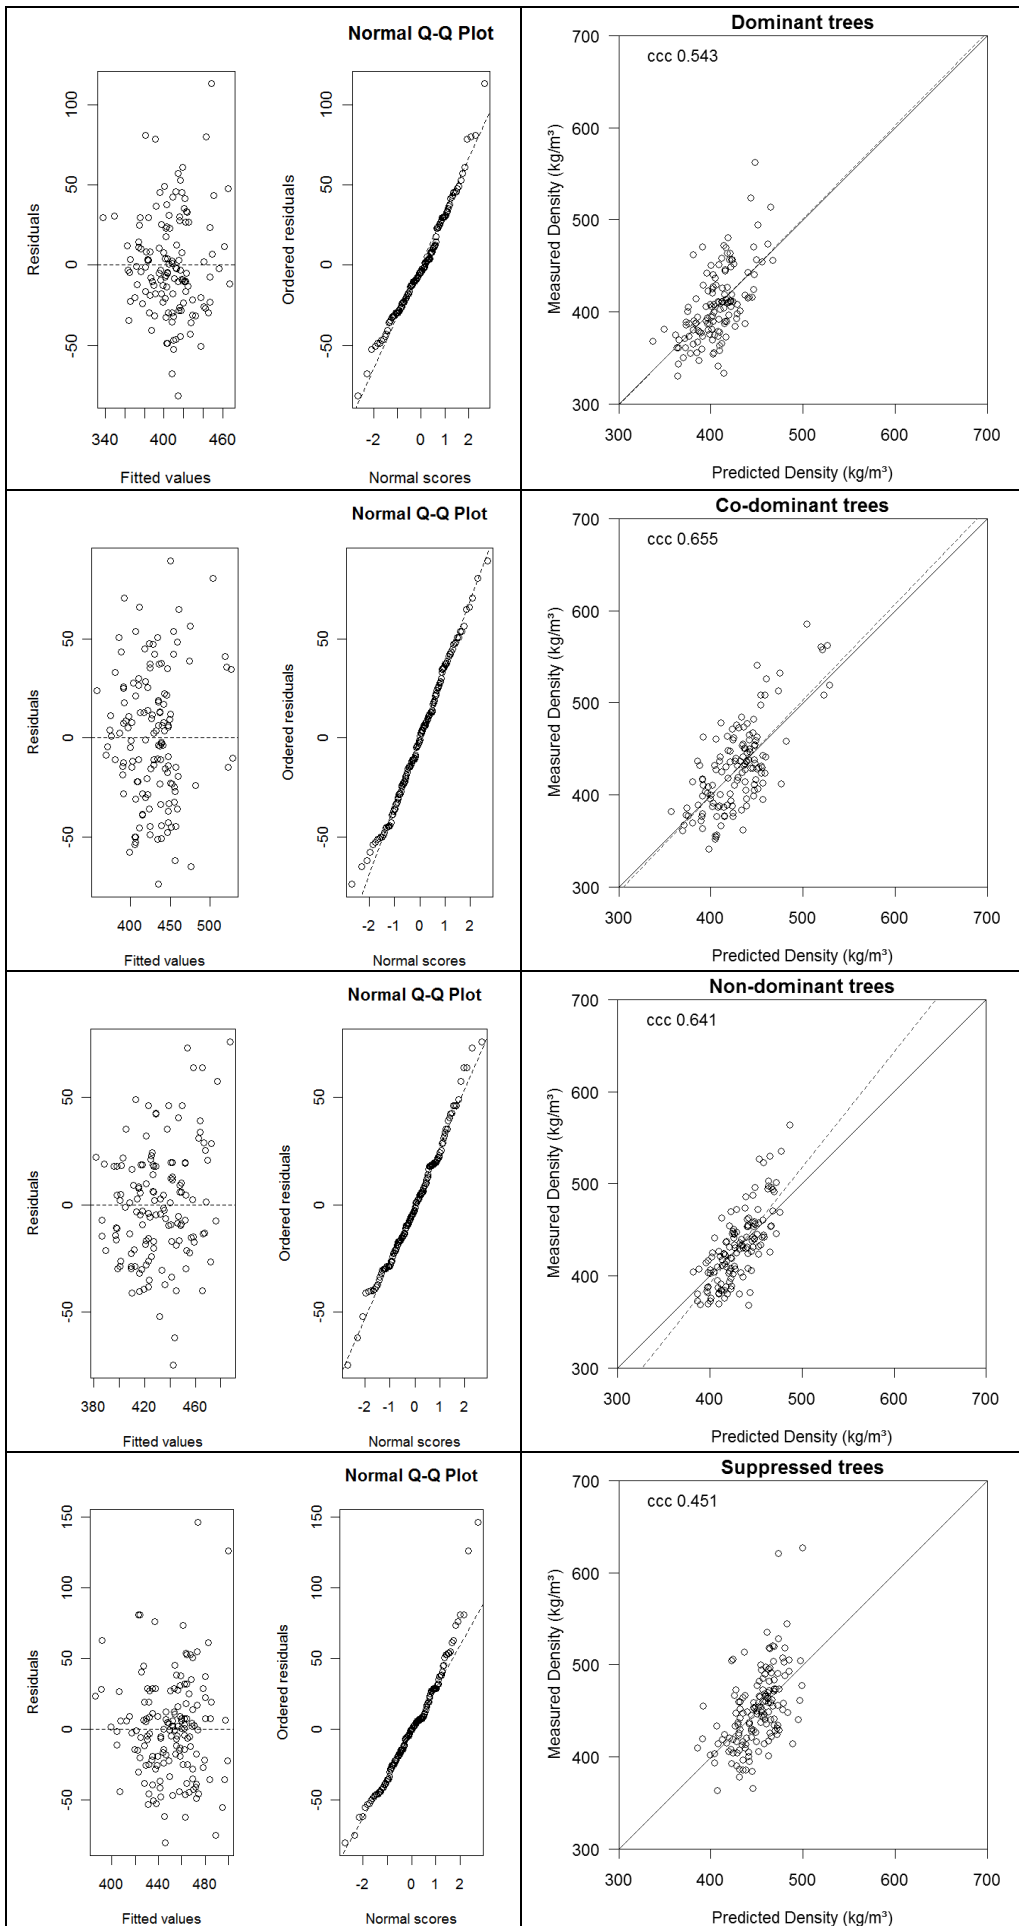 Normal Q-Q Plot
Residuals
100
50
0
-50
340 400 460
Fitted values
Ordered residuals
100
50
0
-50
-2 0 1 2
Normal scores
Dominant trees
ccc 0.543
Measured Density (kg/m³)
700
600
500
400
300
300 400 500 600 700
Predicted Density (kg/m³)
Normal Q-Q Plot
Residuals
50
0
-50
400 450 500
Fitted values
Ordered residuals
50
0
-50
-2 -1 0 1 2
Normal scores
Co-dominant trees
ccc 0.655
Measured Density (kg/m³)
700
600
500
400
300
300 400 500 600 700
Predicted Density (kg/m³)
Normal Q-Q Plot
Residuals
50
0
-50
380 420 460
Fitted values
Ordered residuals
50
0
-50
-2 -1 0 1 2
Normal scores
Non-dominant trees
ccc 0.641
Measured Density (kg/m³)
700
600
500
400
300
300 400 500 600 700
Predicted Density (kg/m³)
Normal Q-Q Plot
Residuals
150
100
50
0
-50
400 440 480
Fitted values
Ordered residuals
150
100
50
0
-50
-2 0 1 2
Normal scores
Suppressed trees
ccc 0.451
Measured Density (kg/m³)
700
600
500
400
300
300 400 500 600 700
Predicted Density (kg/m³)